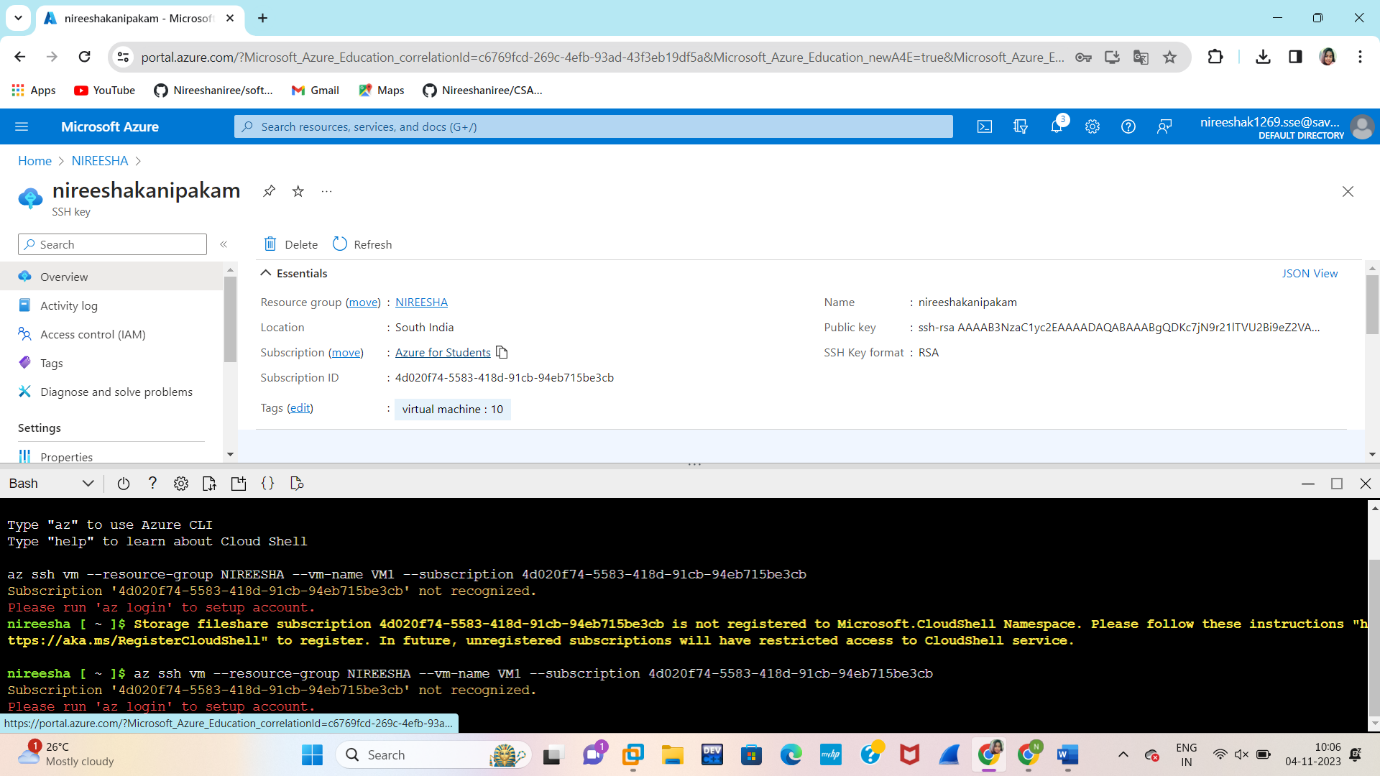 nireeshakanipakam - Microsof
portal.azure.com/?Microsoft_Azure_Education_correlationId=c6769fcd-269c-4efb-93ad-43f3eb19df5a&Microsoft_Azure_Education_newA4E=true&Microsoft_Azure_E...
Apps YouTube Nireeshaniree/soft... Gmail Maps Nireeshaniree/CSA...
Microsoft Azure Search resources, services, and docs (G+/) 3 nireeshak1269.sse@sav...
DEFAULT DIRECTORY
Home > NIREESHA >
nireeshakanipakam ...
SSH key
Search « Delete Refresh
Overview
Activity log
Access control (IAM)
Tags
Diagnose and solve problems
Settings
Properties
Essentials JSON View
Resource group (move) : NIREESHA
Location : South India
Subscription (move) : Azure for Students
Subscription ID : 4d020f74-5583-418d-91cb-94eb715be3cb
Tags (edit) : virtual machine : 10
Name : nireeshakanipakam
Public key : ssh-rsa AAAAB3NzaC1yc2EAAAADAQABAAABgQDKc7jN9r21lTVU2Bi9eZ2VA...
SSH Key format : RSA
Bash ? {}
Type "az" to use Azure CLI
Type "help" to learn about Cloud Shell
az ssh vm --resource-group NIREESHA --vm-name VM1 --subscription 4d020f74-5583-418d-91cb-94eb715be3cb
Subscription '4d020f74-5583-418d-91cb-94eb715be3cb' not recognized.
Please run 'az login' to setup account.
nireesha [ ~ ]$ Storage fileshare subscription 4d020f74-5583-418d-91cb-94eb715be3cb is not registered to Microsoft.CloudShell Namespace. Please follow these instructions "h
ttps://aka.ms/RegisterCloudShell" to register. In future, unregistered subscriptions will have restricted access to CloudShell service.
nireesha [ ~ ]$ az ssh vm --resource-group NIREESHA --vm-name VM1 --subscription 4d020f74-5583-418d-91cb-94eb715be3cb
Subscription '4d020f74-5583-418d-91cb-94eb715be3cb' not recognized.
Please run 'az login' to setup account.
https://portal.azure.com/?Microsoft_Azure_Education_correlationId=c6769fcd-269c-4efb-93a...
1 26°C
Mostly cloudy
Search
1
DEV
hp
N
W
ENG
IN
10:06
04-11-2023